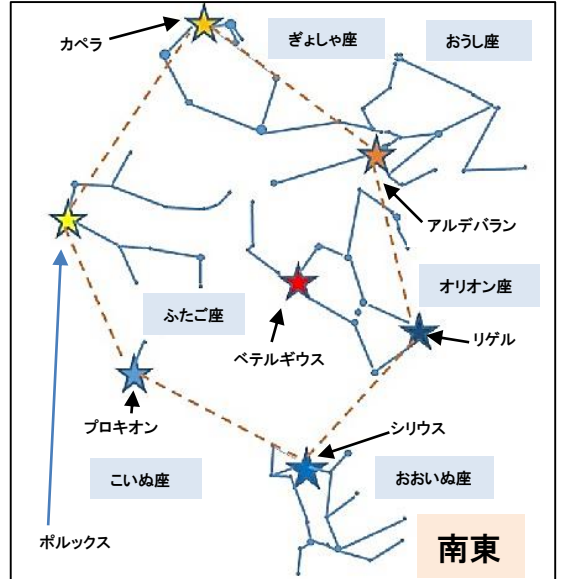 カペラ
ぎょしゃ座
おうし座
アルデバラン
ふたご座
オリオン座
ベテルギウス
リゲル
プロキオン
シリウス
こいぬ座
おおいぬ座
ポルックス
南東